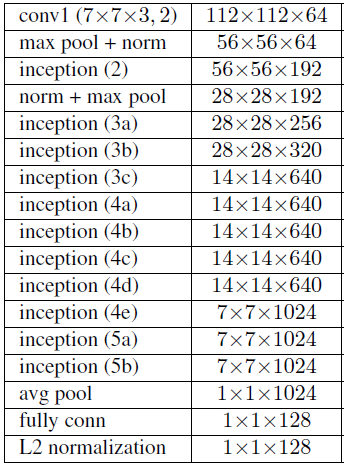 conv1 (7×7×3, 2) 112×112×64
max pool + norm 56×56×64
inception (2) 56×56×192
norm + max pool 28×28×192
inception (3a) 28×28×256
inception (3b) 28×28×320
inception (3c) 14×14×640
inception (4a) 14×14×640
inception (4b) 14×14×640
inception (4c) 14×14×640
inception (4d) 14×14×640
inception (4e) 7×7×1024
inception (5a) 7×7×1024
inception (5b) 7×7×1024
avg pool 1×1×1024
fully conn 1×1×128
L2 normalization 1×1×128